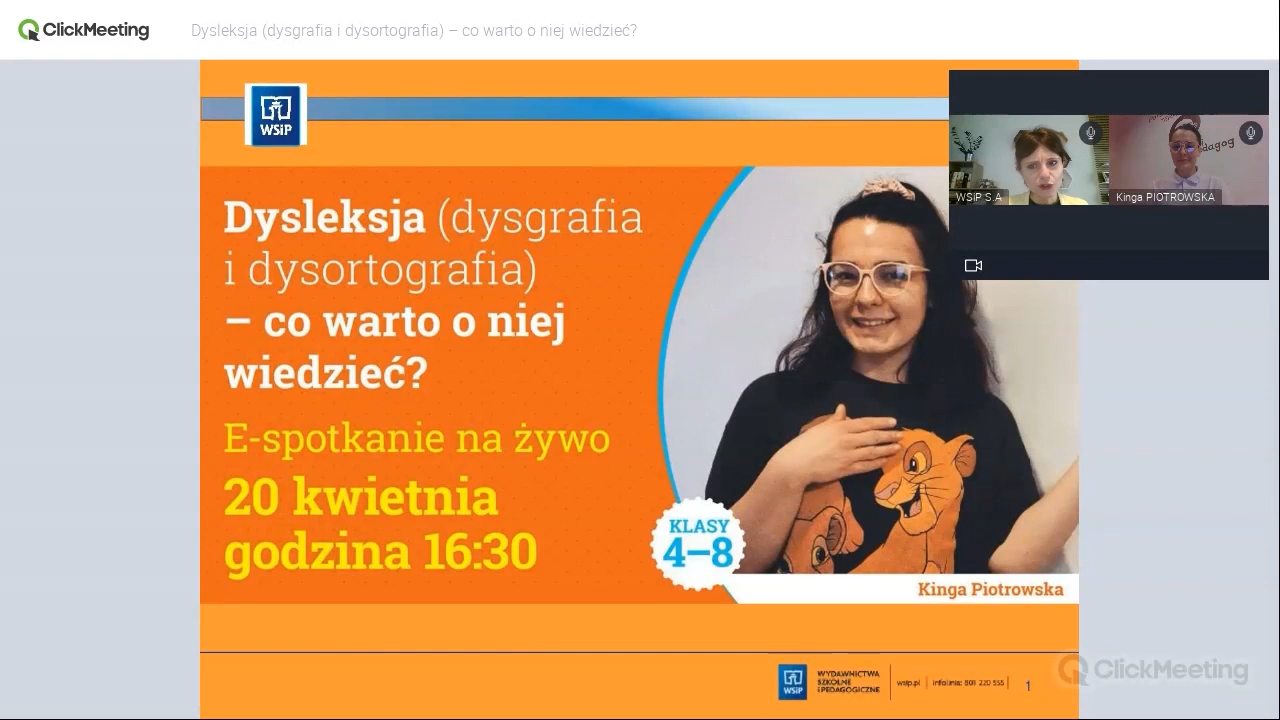 ClickMeeting
Dysleksja (dysgrafia i dysortografia) – co warto o niej wiedzieć?
WSiP
Dysleksja (dysgrafia
i dysortografia)
– co warto o niej
wiedzieć?
E-spotkanie na żywo
20 kwietnia
godzina 16:30
KLASY
4–8
Kinga Piotrowska
WSiP S.A
Kinga PIOTROWSKA
WSiP
WYDAWNICTWA
SZKOLNE
I PEDAGOGICZNE
wsip.pl
infolinia: 801 220 555
1
ClickMeeting